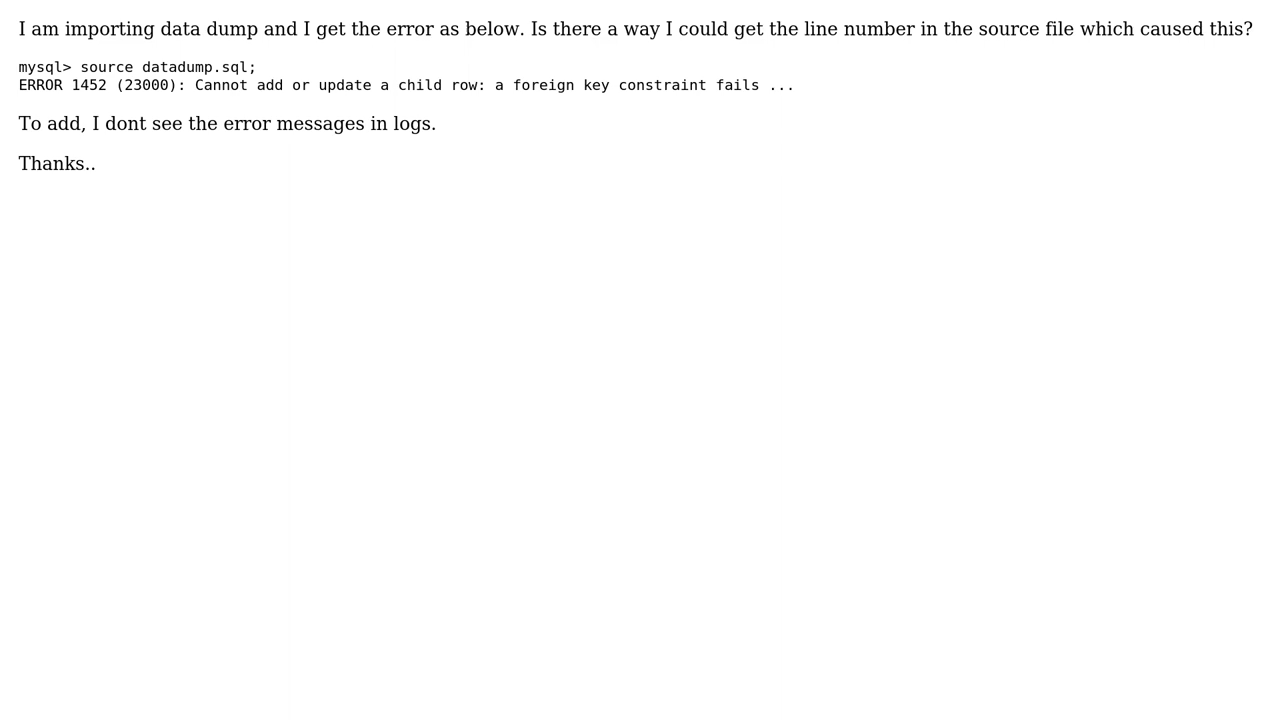 I am importing data dump and I get the error as below. Is there a way I could get the line number in the source file which caused this?
mysql> source datadump.sql;
ERROR 1452 (23000): Cannot add or update a child row: a foreign key constraint fails ...
To add, I dont see the error messages in logs.
Thanks..